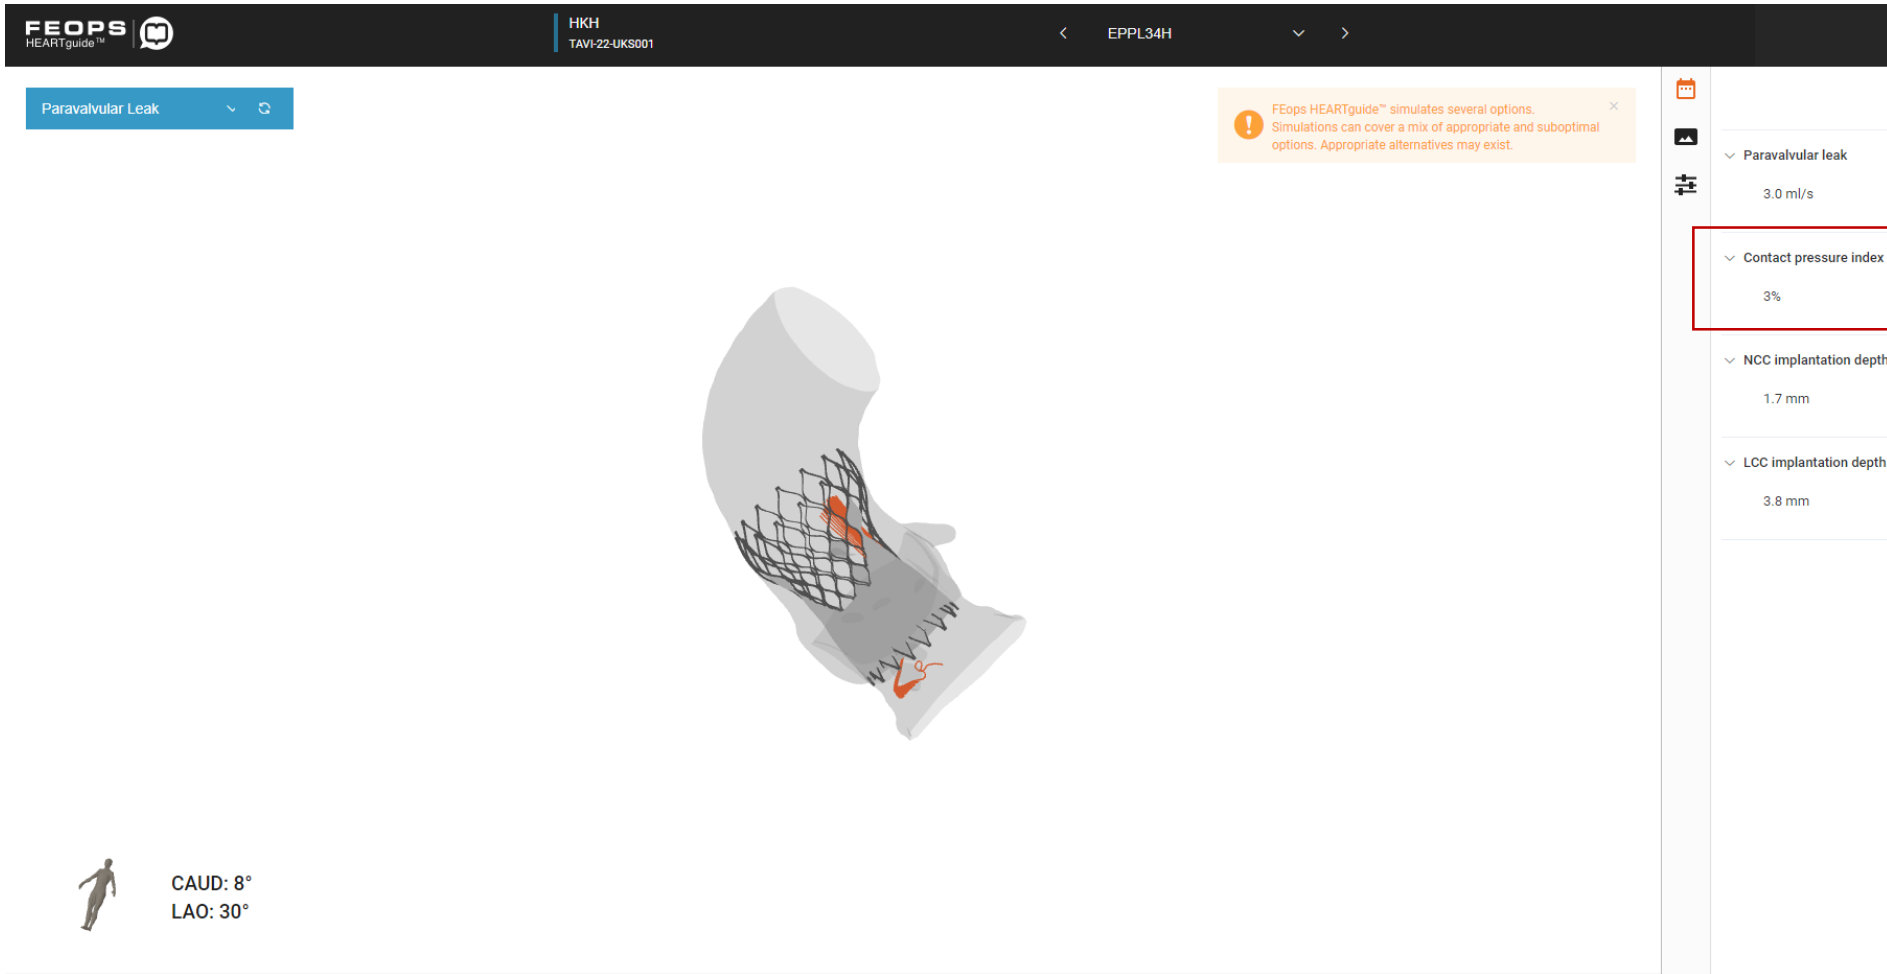 FEOPS
HEARTguide™
HKH
TAVI-22-UKS001
EPPL34H
Paravalvular Leak
FEops HEARTguide™ simulates several options.
Simulations can cover a mix of appropriate and suboptimal
options. Appropriate alternatives may exist.
Paravalvular leak
3.0 ml/s
Contact pressure index
3%
NCC implantation depth
1.7 mm
LCC implantation depth
3.8 mm
CAUD: 8°
LAO: 30°